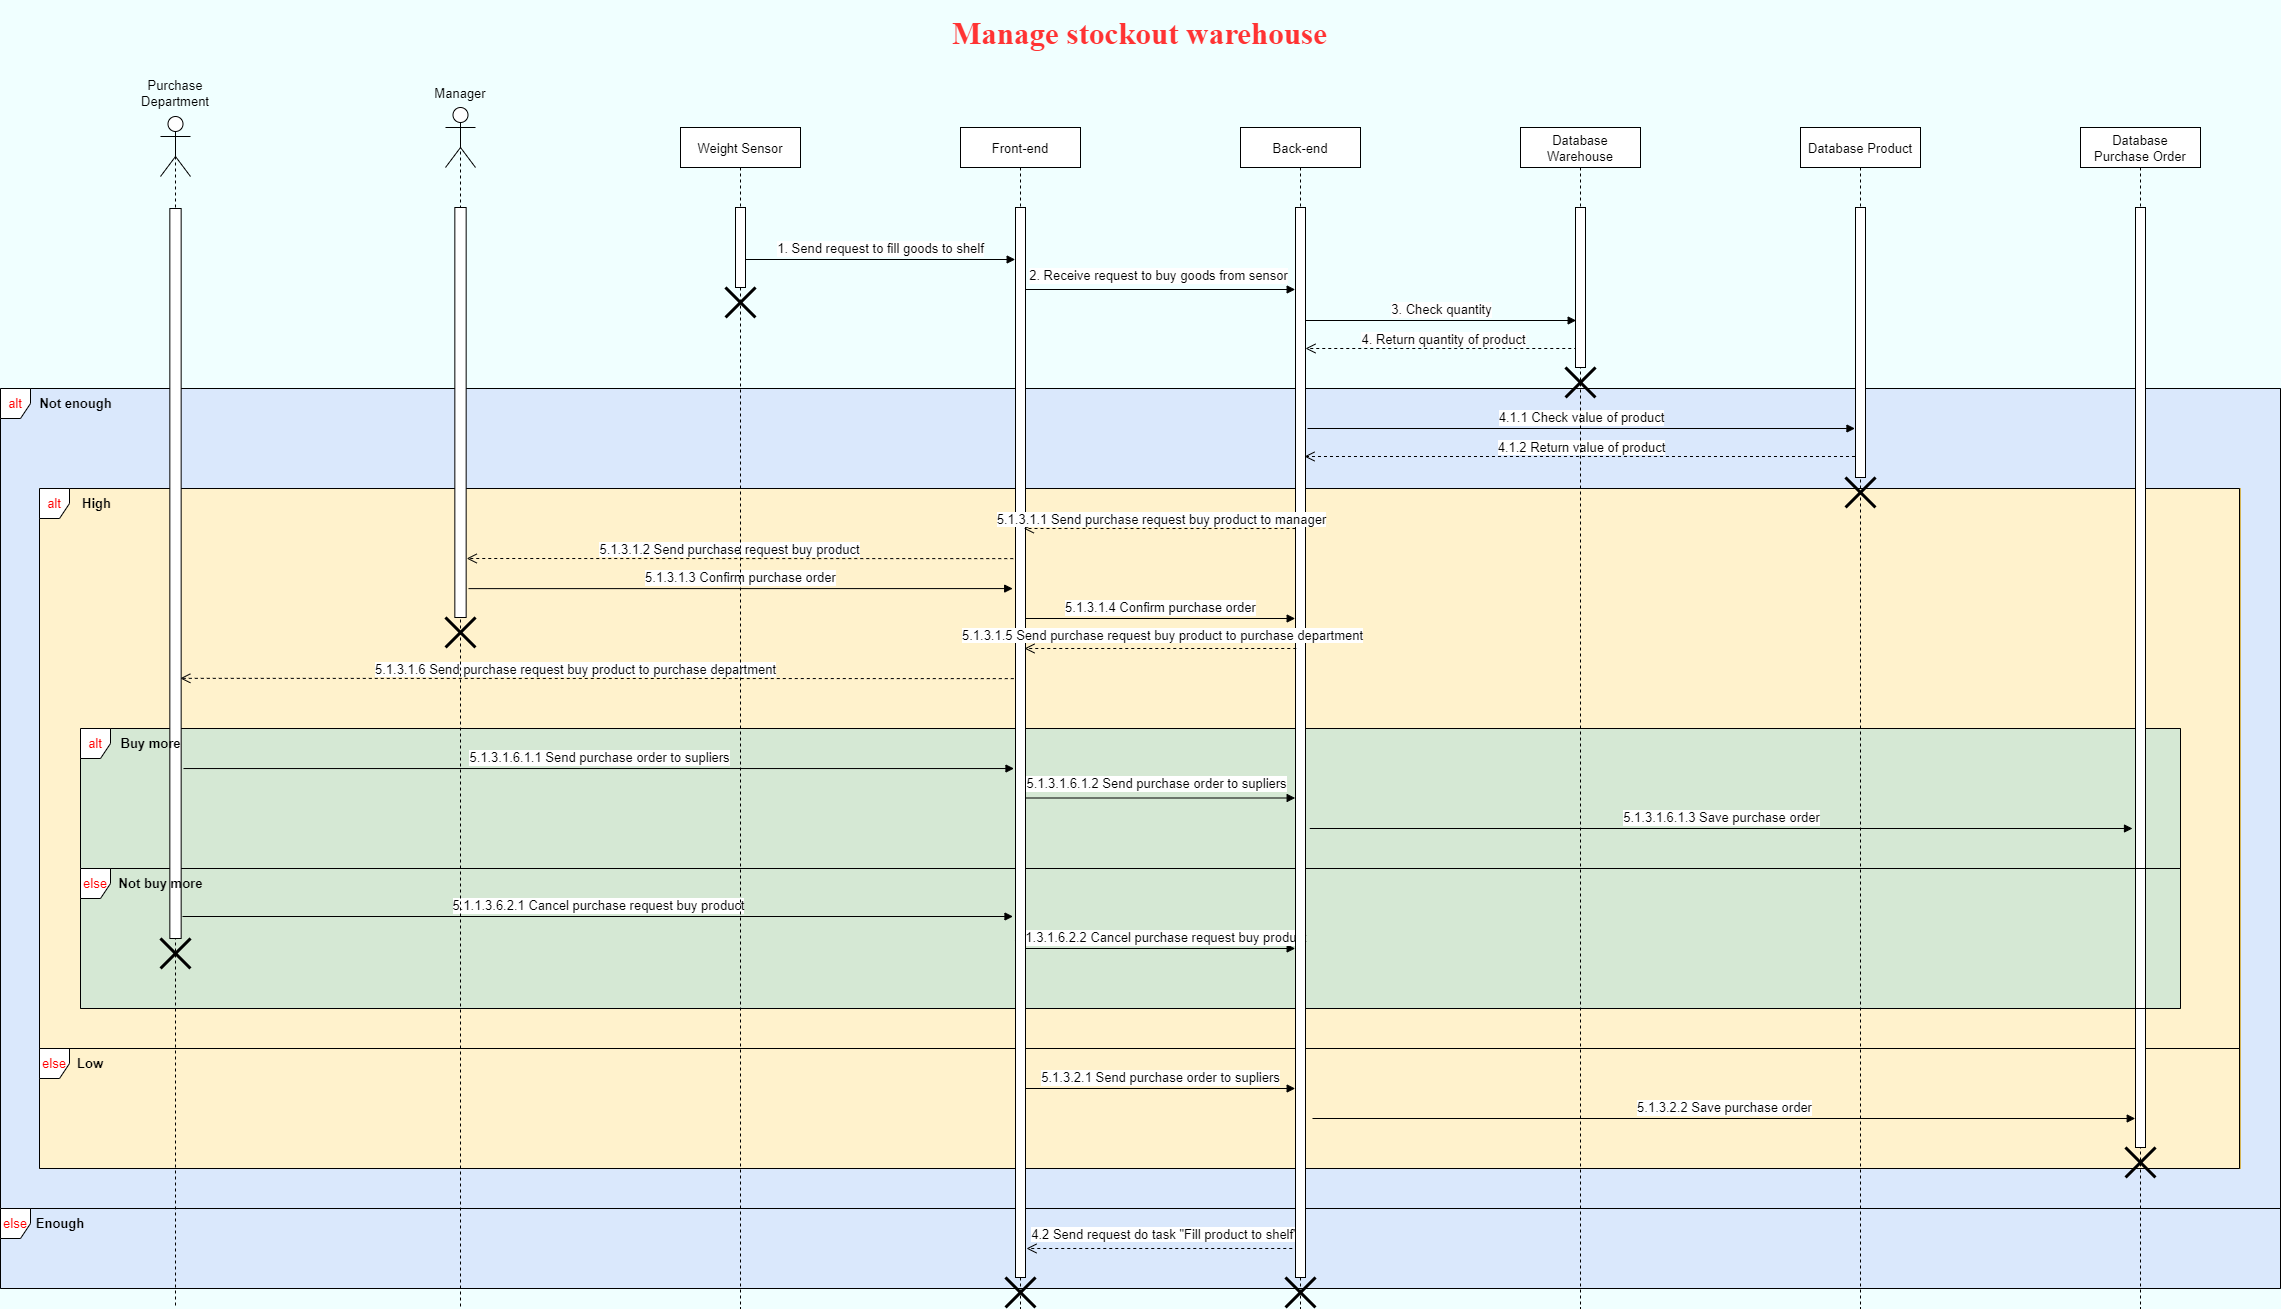 Manage stockout warehouse
Purchase
Department
Manager
Weight Sensor
Front-end
Back-end
Database
Warehouse
Database Product
Database
Purchase Order
1. Send request to fill goods to shelf
2. Receive request to buy goods from sensor
3. Check quantity
4. Return quantity of product
alt
Not enough
4.1.1 Check value of product
4.1.2 Return value of product
alt
High
5.1.3.1.1 Send purchase request buy product to manager
5.1.3.1.2 Send purchase request buy product
5.1.3.1.3 Confirm purchase order
5.1.3.1.4 Confirm purchase order
5.1.3.1.5 Send purchase request buy product to purchase department
5.1.3.1.6 Send purchase request buy product to purchase department
alt
Buy more
5.1.3.1.6.1.1 Send purchase order to supliers
5.1.3.1.6.1.2 Send purchase order to supliers
5.1.3.1.6.1.3 Save purchase order
else
Not buy more
5.1.1.3.6.2.1 Cancel purchase request buy product
1.3.1.6.2.2 Cancel purchase request buy produ
else
Low
5.1.3.2.1 Send purchase order to supliers
5.1.3.2.2 Save purchase order
else
Enough
4.2 Send request do task "Fill product to shelf"